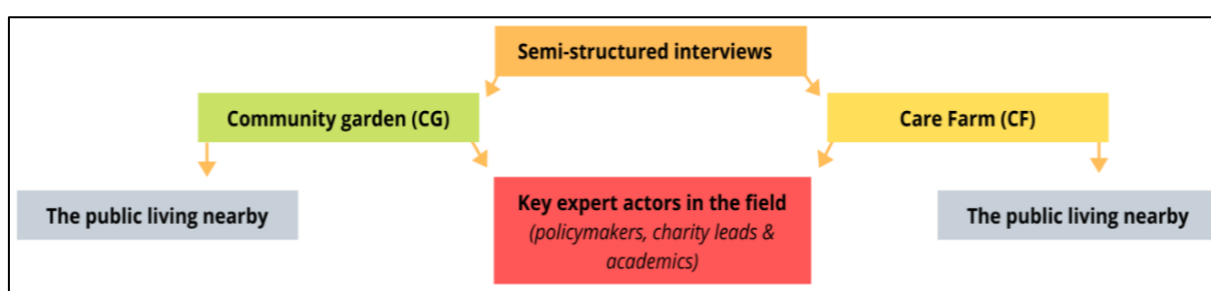 Semi-structured interviews
Community garden (CG)
Care Farm (CF)
The public living nearby
Key expert actors in the field
(policymakers, charity leads &
academics)
The public living nearby